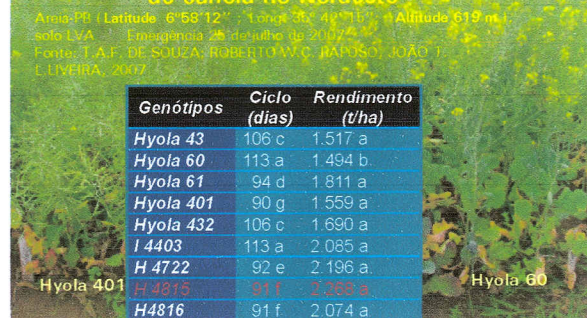 de canola no Nordeste
Areia-PB ( Latitude 6°58'12'' , Longt 35° 42' 15'' , Altitude 619 m )
solo LVA Emergência 28 de julho de 2007
Fonte: T.A.F. DE SOUZA; ROBERTO W.C. RAPOSO; JOÃO T.
L.LIVEIRA, 2007
Genótípos Ciclo (dias) Rendimento (t/ha)
Hyola 43 106 c 1.517 a
Hyola 60 113 a 1.494 b
Hyola 61 94 d 1.811 a
Hyola 401 90 g 1.559 a
Hyola 432 106 c 1.690 a
I 4403 113 a 2.085 a
H 4722 92 e 2.196 a
H 4815 91 f 2.268 a
H4816 91 f 2.074 a
Hyola 401
Hyola 60